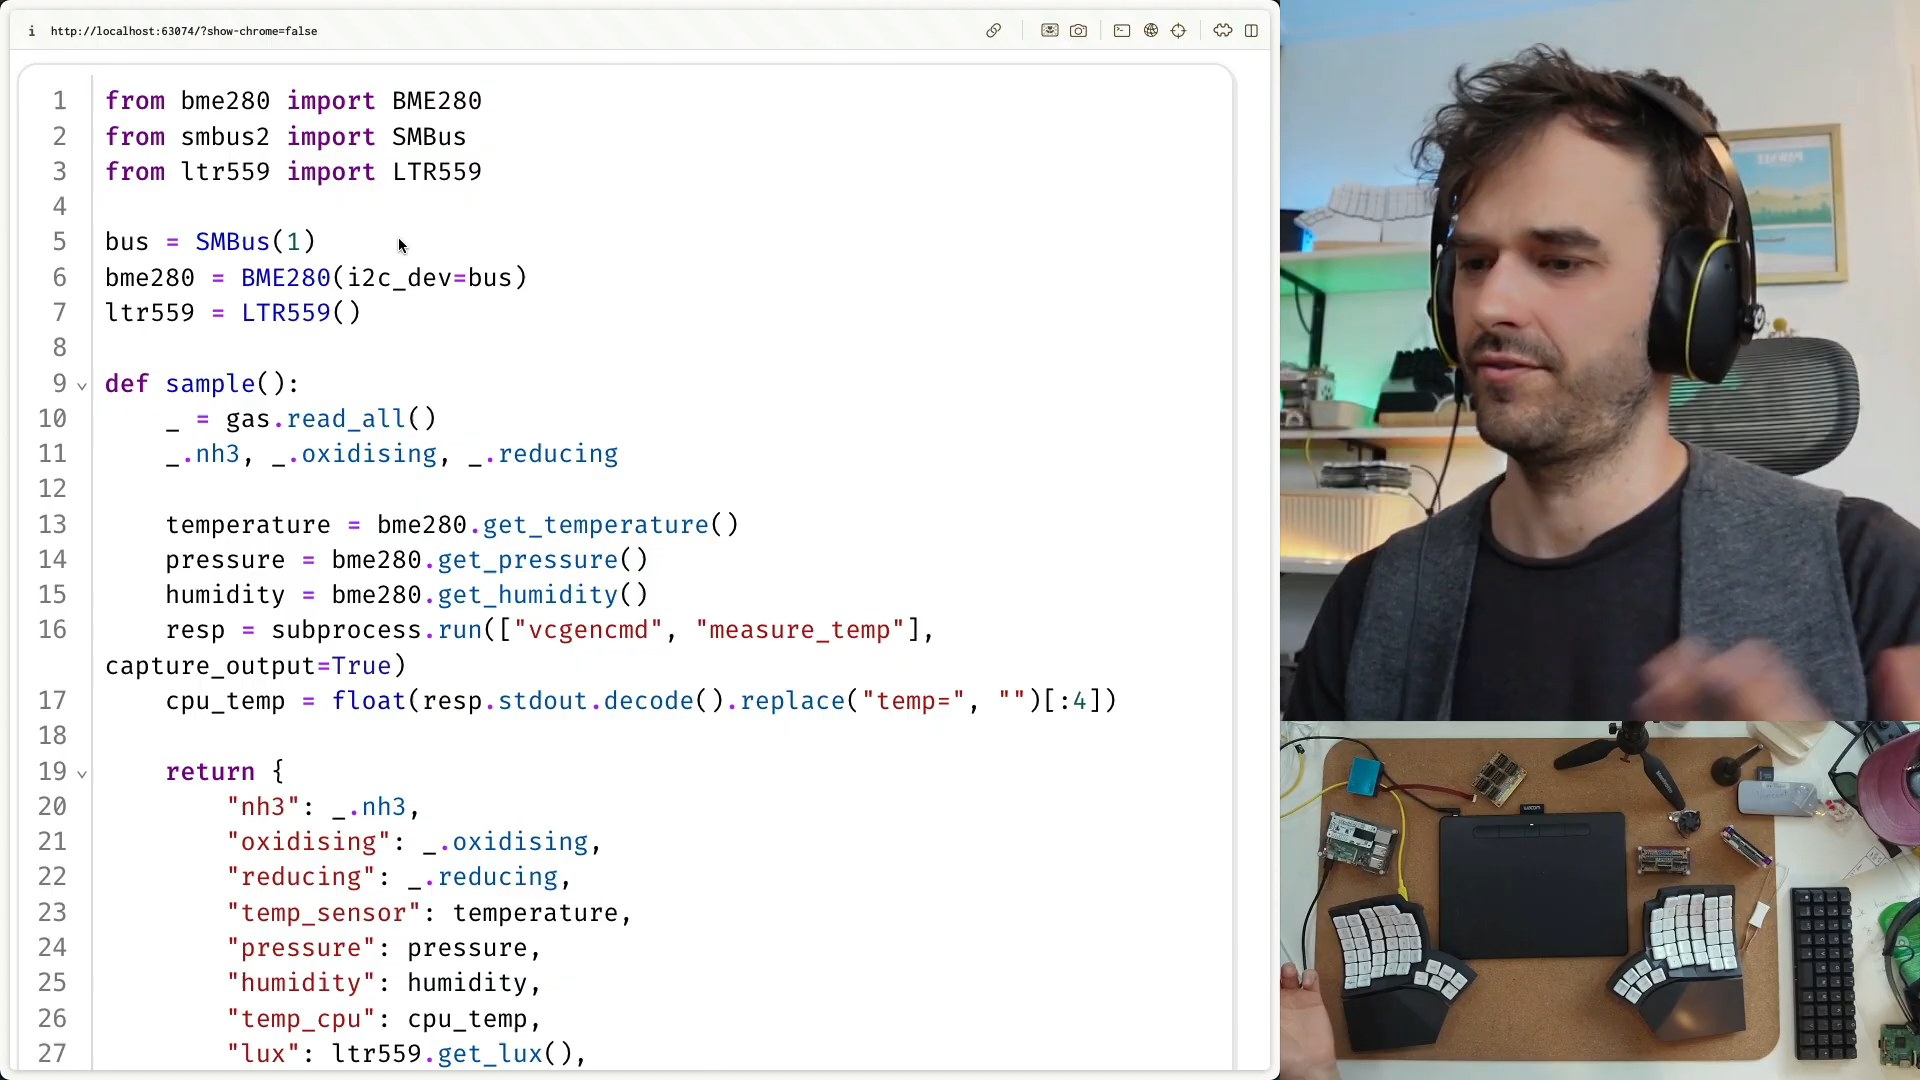 i http://localhost:63074/?show-chrome=false
1 from bme280 import BME280
2 from smbus2 import SMBus
3 from ltr559 import LTR559
4
5 bus = SMBus(1)
6 bme280 = BME280(i2c_dev=bus)
7 ltr559 = LTR559()
8
9 def sample():
10 _ = gas.read_all()
11 _.nh3, _.oxidising, _.reducing
12
13 temperature = bme280.get_temperature()
14 pressure = bme280.get_pressure()
15 humidity = bme280.get_humidity()
16 resp = subprocess.run(["vcgencmd", "measure_temp"],
capture_output=True)
17 cpu_temp = float(resp.stdout.decode().replace("temp=", "")[:4])
18
19 return {
20 "nh3": _.nh3,
21 "oxidising": _.oxidising,
22 "reducing": _.reducing,
23 "temp_sensor": temperature,
24 "pressure": pressure,
25 "humidity": humidity,
26 "temp_cpu": cpu_temp,
27 "lux": ltr559.get_lux(),
wacom